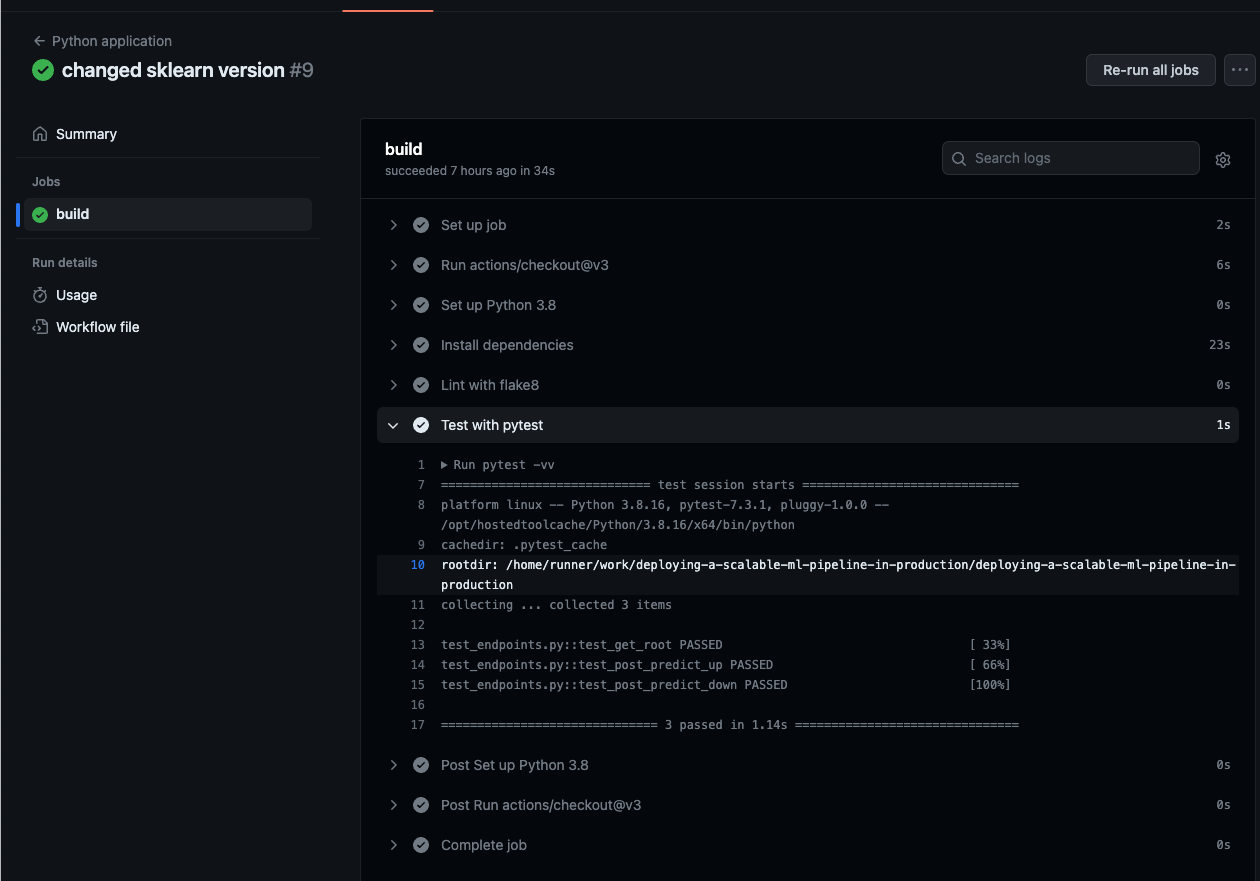 ← Python application
changed sklearn version #9
Re-run all jobs
...
Summary
Jobs
build
Run details
Usage
Workflow file
build
succeeded 7 hours ago in 34s
Search logs
Set up job 2s
Run actions/checkout@v3 6s
Set up Python 3.8 0s
Install dependencies 23s
Lint with flake8 0s
Test with pytest 1s
1 ▶ Run pytest -vv
7 ============================= test session starts ==============================
8 platform linux -- Python 3.8.16, pytest-7.3.1, pluggy-1.0.0 --
/opt/hostedtoolcache/Python/3.8.16/x64/bin/python
9 cachedir: .pytest_cache
10 rootdir: /home/runner/work/deploying-a-scalable-ml-pipeline-in-production/deploying-a-scalable-ml-pipeline-in-
production
11 collecting ... collected 3 items
12
13 test_endpoints.py::test_get_root PASSED [ 33%]
14 test_endpoints.py::test_post_predict_up PASSED [ 66%]
15 test_endpoints.py::test_post_predict_down PASSED [100%]
16
17 ============================== 3 passed in 1.14s ===============================
Post Set up Python 3.8 0s
Post Run actions/checkout@v3 0s
Complete job 0s